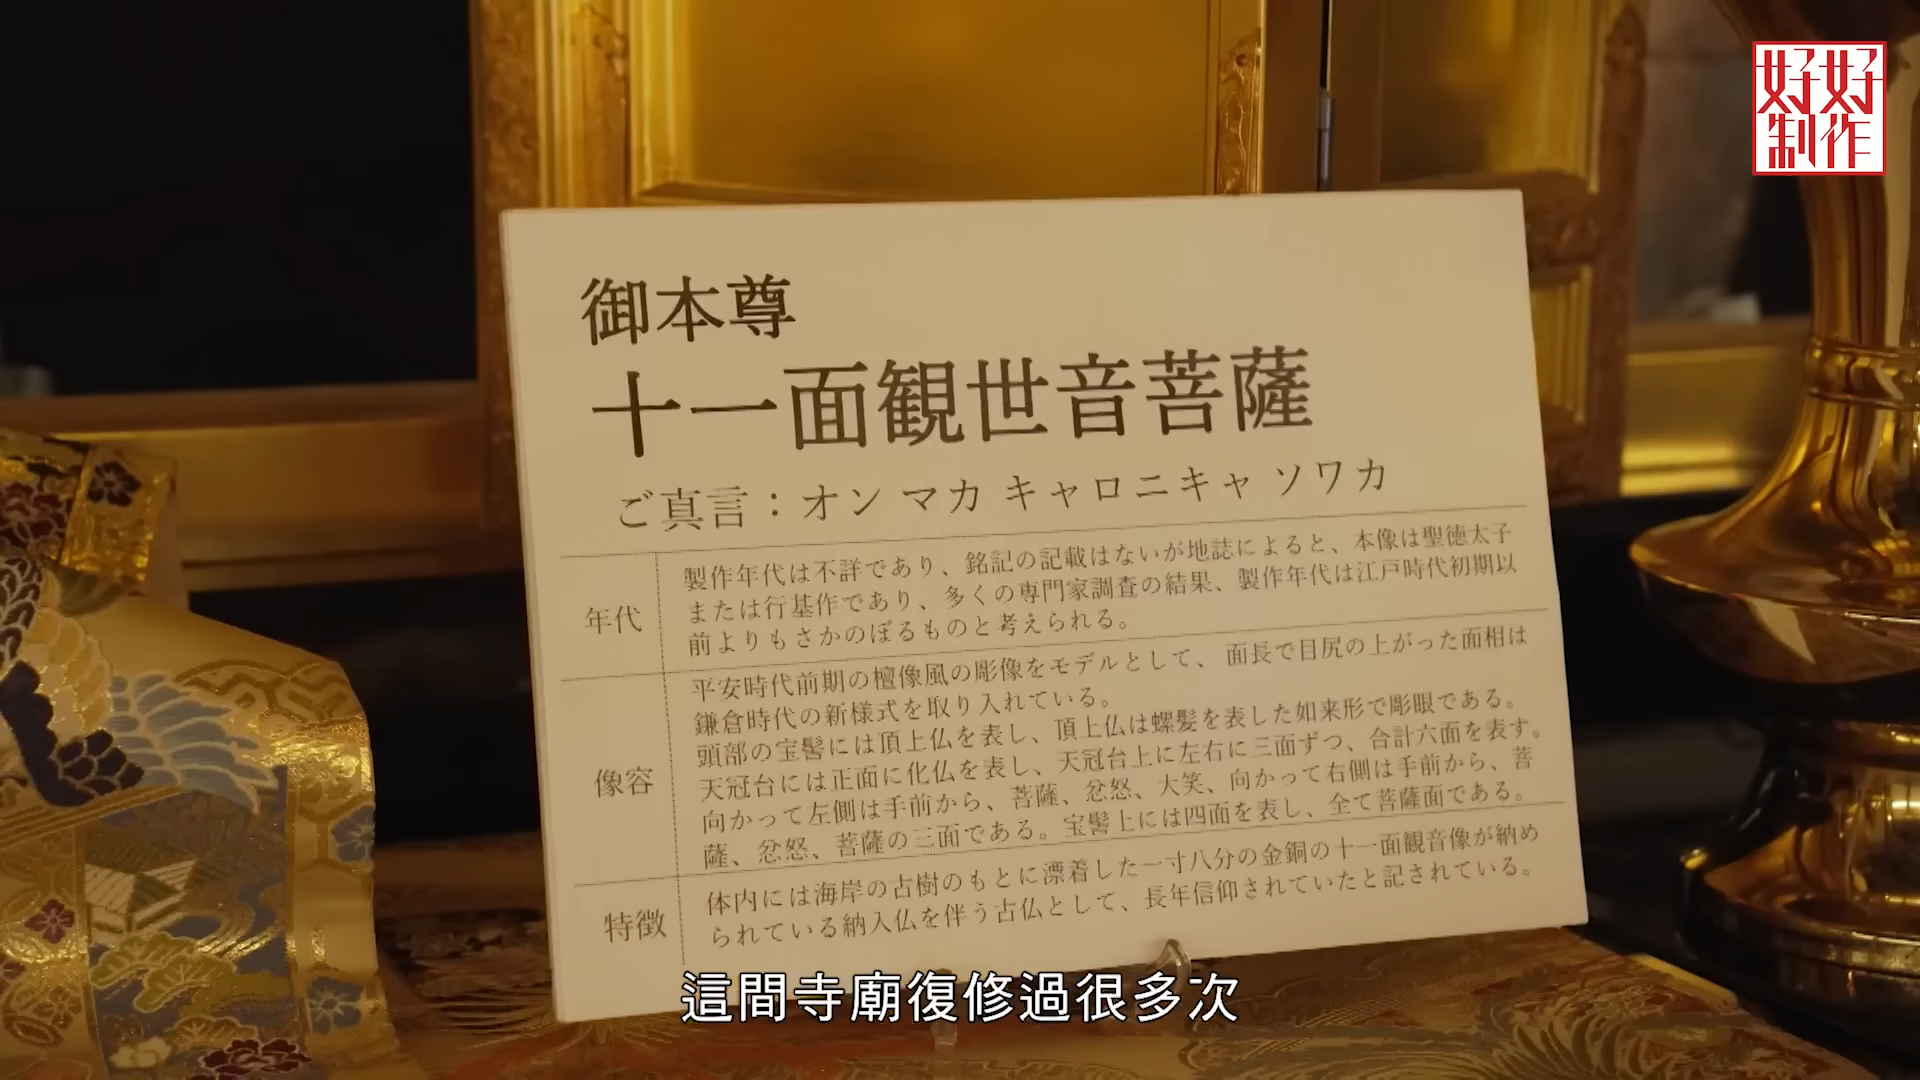 好好
制作
御本尊
十一面観世音菩薩
ご真言：オン マカ キャロニキャ ソワカ
年代
製作年代は不詳であり、銘記の記載はないが地誌によると、本像は聖徳太子
または行基作であり、多くの専門家調査の結果、製作年代は江戸時代初期以
前よりもさかのぼるものと考えられる。
像容
平安時代前期の檀像風の彫像をモデルとして、面長で目尻の上がった面相は
鎌倉時代の新様式を取り入れている。
頭部の宝髻には頂上仏を表し、頂上仏は螺髪を表した如来形で彫眼である。
天冠台には正面に化仏を表し、天冠台上に左右に三面ずつ、合計六面を表す。
向かって左側は手前から、菩薩、忿怒、大笑、向かって右側は手前から、菩
薩、忿怒、菩薩の三面である。宝髻上には四面を表し、全て菩薩面である。
特徴
体内には海岸の古樹のもとに漂着した一寸八分の金銅の十一面観音像が納め
られている納入仏を伴う古仏として、長年信仰されていたと記されている。
這間寺廟復修過很多次